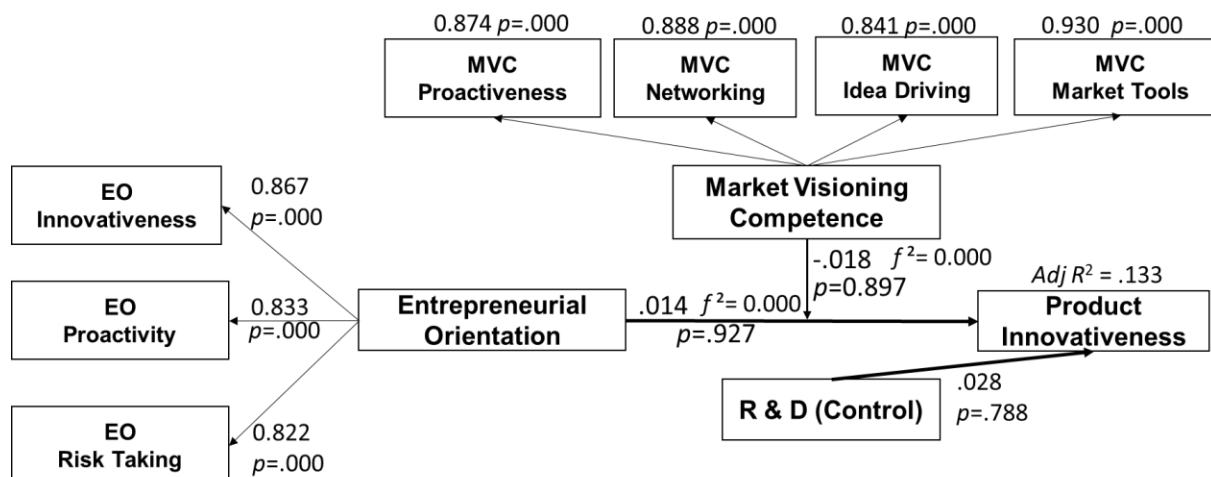 0.874 p=.000
MVC
Proactiveness
0.888 p=.000
MVC
Networking
0.841 p=.000
MVC
Idea Driving
0.930 p=.000
MVC
Market Tools
Market Visioning
Competence
-.018 f²= 0.000
p=0.897
EO
Innovativeness
0.867
p=.000
EO
Proactivity
0.833
p=.000
EO
Risk Taking
0.822
p=.000
Entrepreneurial
Orientation
.014 f²= 0.000
p=.927
Adj R² = .133
Product
Innovativeness
R & D (Control)
.028
p=.788